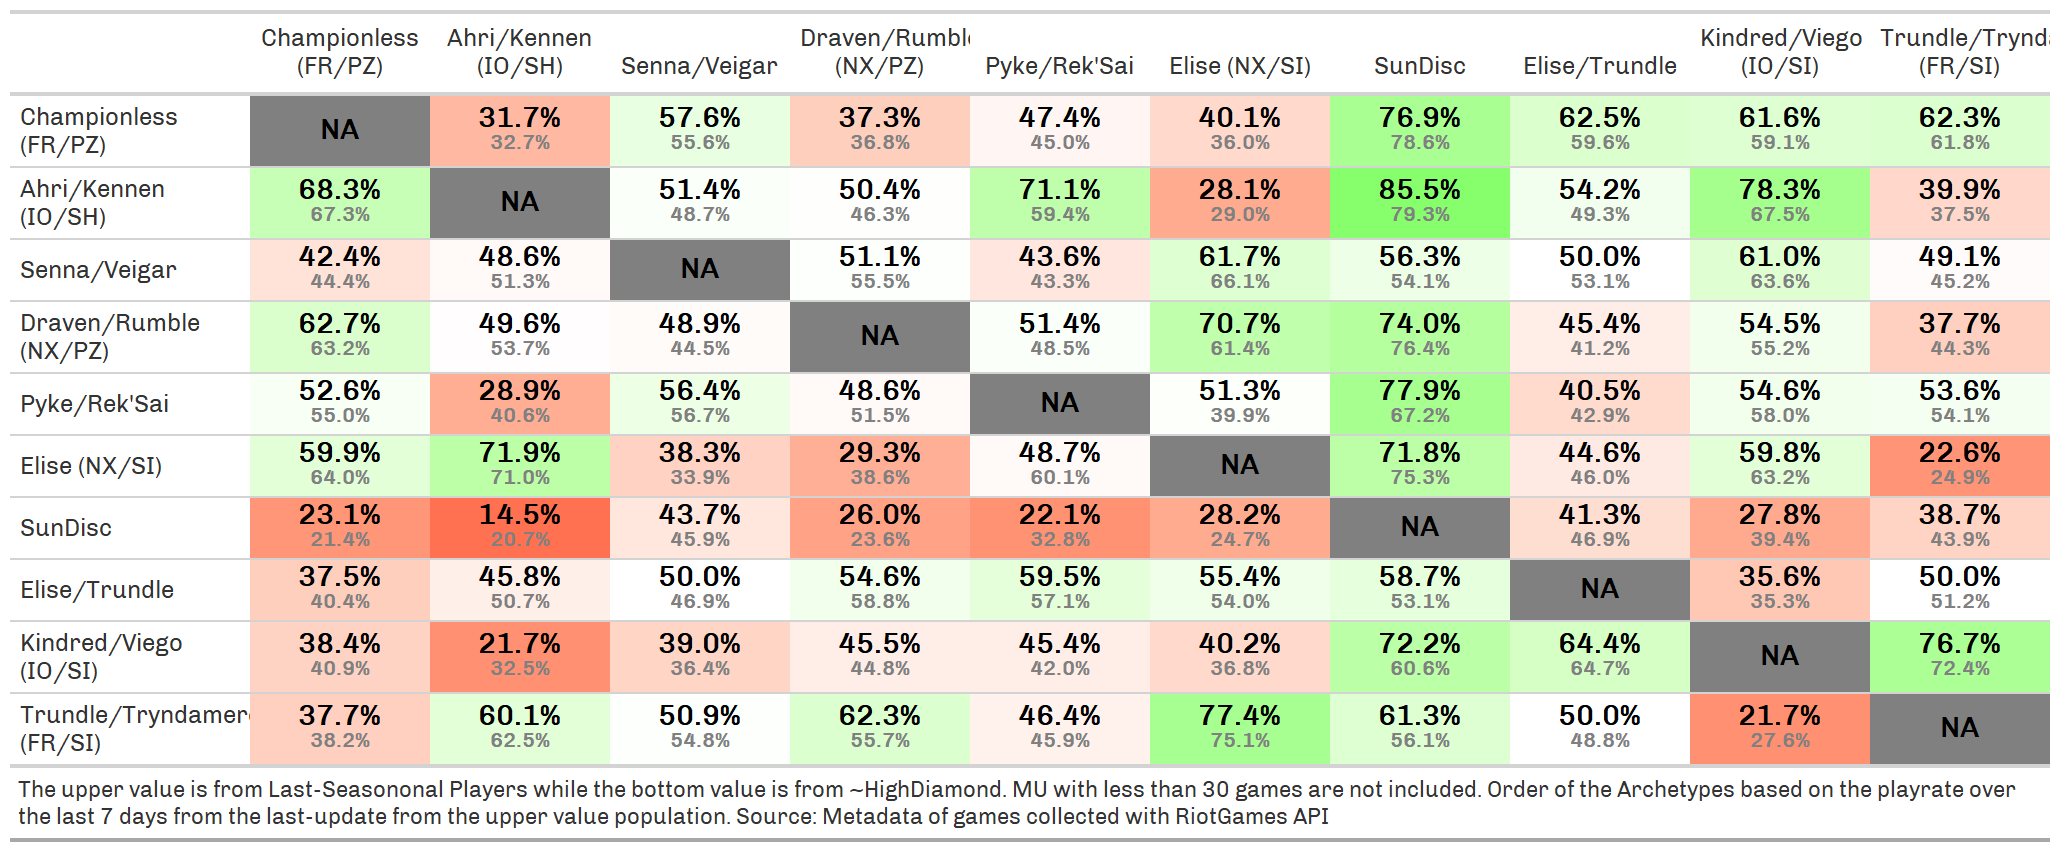 Championless Ahri/Kennen Senna/Veigar Draven/Rumble Pyke/Rek'Sai Elise (NX/SI) SunDisc Elise/Trundle Kindred/Viego Trundle/Trynda
(FR/PZ) (IO/SH) (NX/PZ) (IO/SI) (FR/SI)
Championless (FR/PZ) NA 31.7% 57.6% 37.3% 47.4% 40.1% 76.9% 62.5% 61.6% 62.3%
32.7% 55.6% 36.8% 45.0% 36.0% 78.6% 59.6% 59.1% 61.8%
Ahri/Kennen (IO/SH) 68.3% NA 51.4% 50.4% 71.1% 28.1% 85.5% 54.2% 78.3% 39.9%
67.3% 48.7% 46.3% 59.4% 29.0% 79.3% 49.3% 67.5% 37.5%
Senna/Veigar 42.4% 48.6% NA 51.1% 43.6% 61.7% 56.3% 50.0% 61.0% 49.1%
44.4% 51.3% 55.5% 43.3% 66.1% 54.1% 53.1% 63.6% 45.2%
Draven/Rumble (NX/PZ) 62.7% 49.6% 48.9% NA 51.4% 70.7% 74.0% 45.4% 54.5% 37.7%
63.2% 53.7% 44.5% 48.5% 61.4% 76.4% 41.2% 55.2% 44.3%
Pyke/Rek'Sai 52.6% 28.9% 56.4% 48.6% NA 51.3% 77.9% 40.5% 54.6% 53.6%
55.0% 40.6% 56.7% 51.5% 39.9% 67.2% 42.9% 58.0% 54.1%
Elise (NX/SI) 59.9% 71.9% 38.3% 29.3% 48.7% NA 71.8% 44.6% 59.8% 22.6%
64.0% 71.0% 33.9% 38.6% 60.1% 75.3% 46.0% 63.2% 24.9%
SunDisc 23.1% 14.5% 43.7% 26.0% 22.1% 28.2% NA 41.3% 27.8% 38.7%
21.4% 20.7% 45.9% 23.6% 32.8% 24.7% 46.9% 39.4% 43.9%
Elise/Trundle 37.5% 45.8% 50.0% 54.6% 59.5% 55.4% 58.7% NA 35.6% 50.0%
40.4% 50.7% 46.9% 58.8% 57.1% 54.0% 53.1% 35.3% 51.2%
Kindred/Viego (IO/SI) 38.4% 21.7% 39.0% 45.5% 45.4% 40.2% 72.2% 64.4% NA 76.7%
40.9% 32.5% 36.4% 44.8% 42.0% 36.8% 60.6% 64.7% 72.4%
Trundle/Tryndamer (FR/SI) 37.7% 60.1% 50.9% 62.3% 46.4% 77.4% 61.3% 50.0% 21.7% NA
38.2% 62.5% 54.8% 55.7% 45.9% 75.1% 56.1% 48.8% 27.6%
The upper value is from Last-Seasononal Players while the bottom value is from ~HighDiamond. MU with less than 30 games are not included. Order of the Archetypes based on the playrate over
the last 7 days from the last-update from the upper value population. Source: Metadata of games collected with RiotGames API